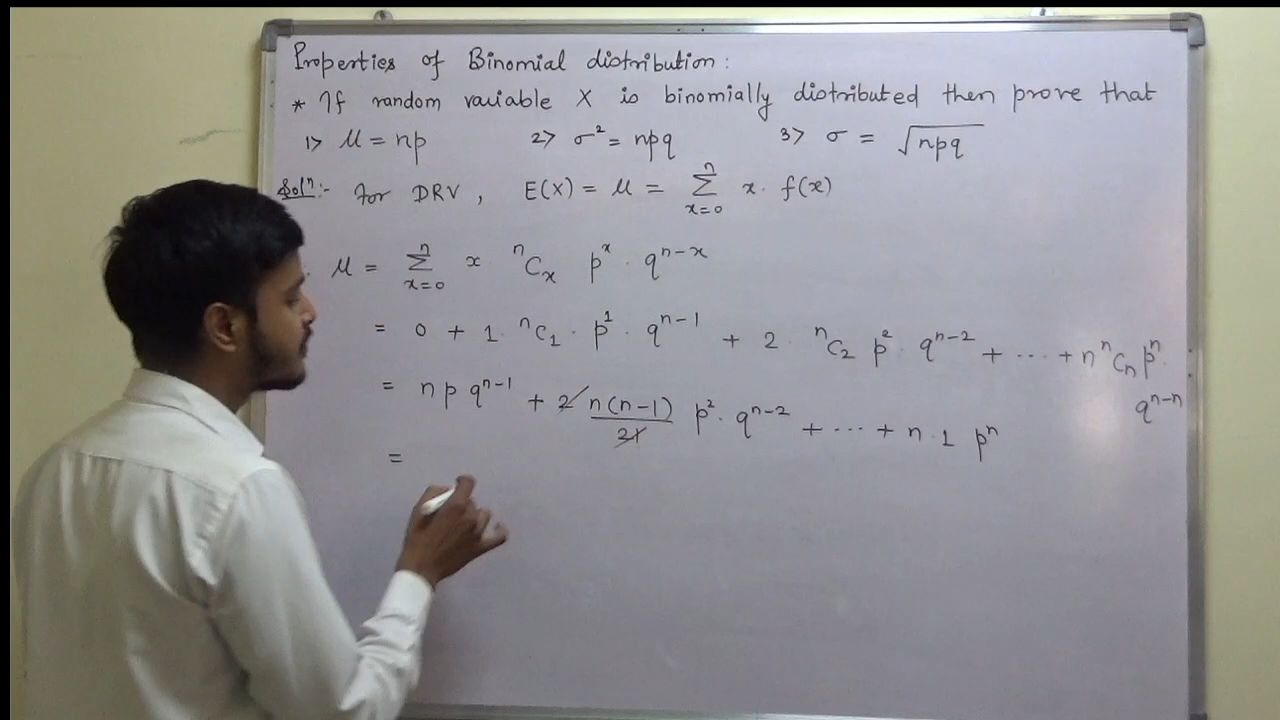 Properties of Binomial distribution :
* If random variable X is binomially distributed then prove that
1> μ = np 2> σ² = npq 3> σ = √npq
Solⁿ:- For DRV , E(X) = μ = ⁿΣₓ₌₀ x. f(x)
μ = ⁿΣₓ₌₀ x ⁿCₓ pˣ . qⁿ⁻ˣ
= 0 + 1. ⁿC₁ . p¹ . qⁿ⁻¹ + 2. ⁿC₂ p² . qⁿ⁻² + ... + n ⁿCₙ pⁿ. qⁿ⁻ⁿ
= n p qⁿ⁻¹ + 2 n(n-1)/2! p² . qⁿ⁻² + ... + n . 1 pⁿ
=